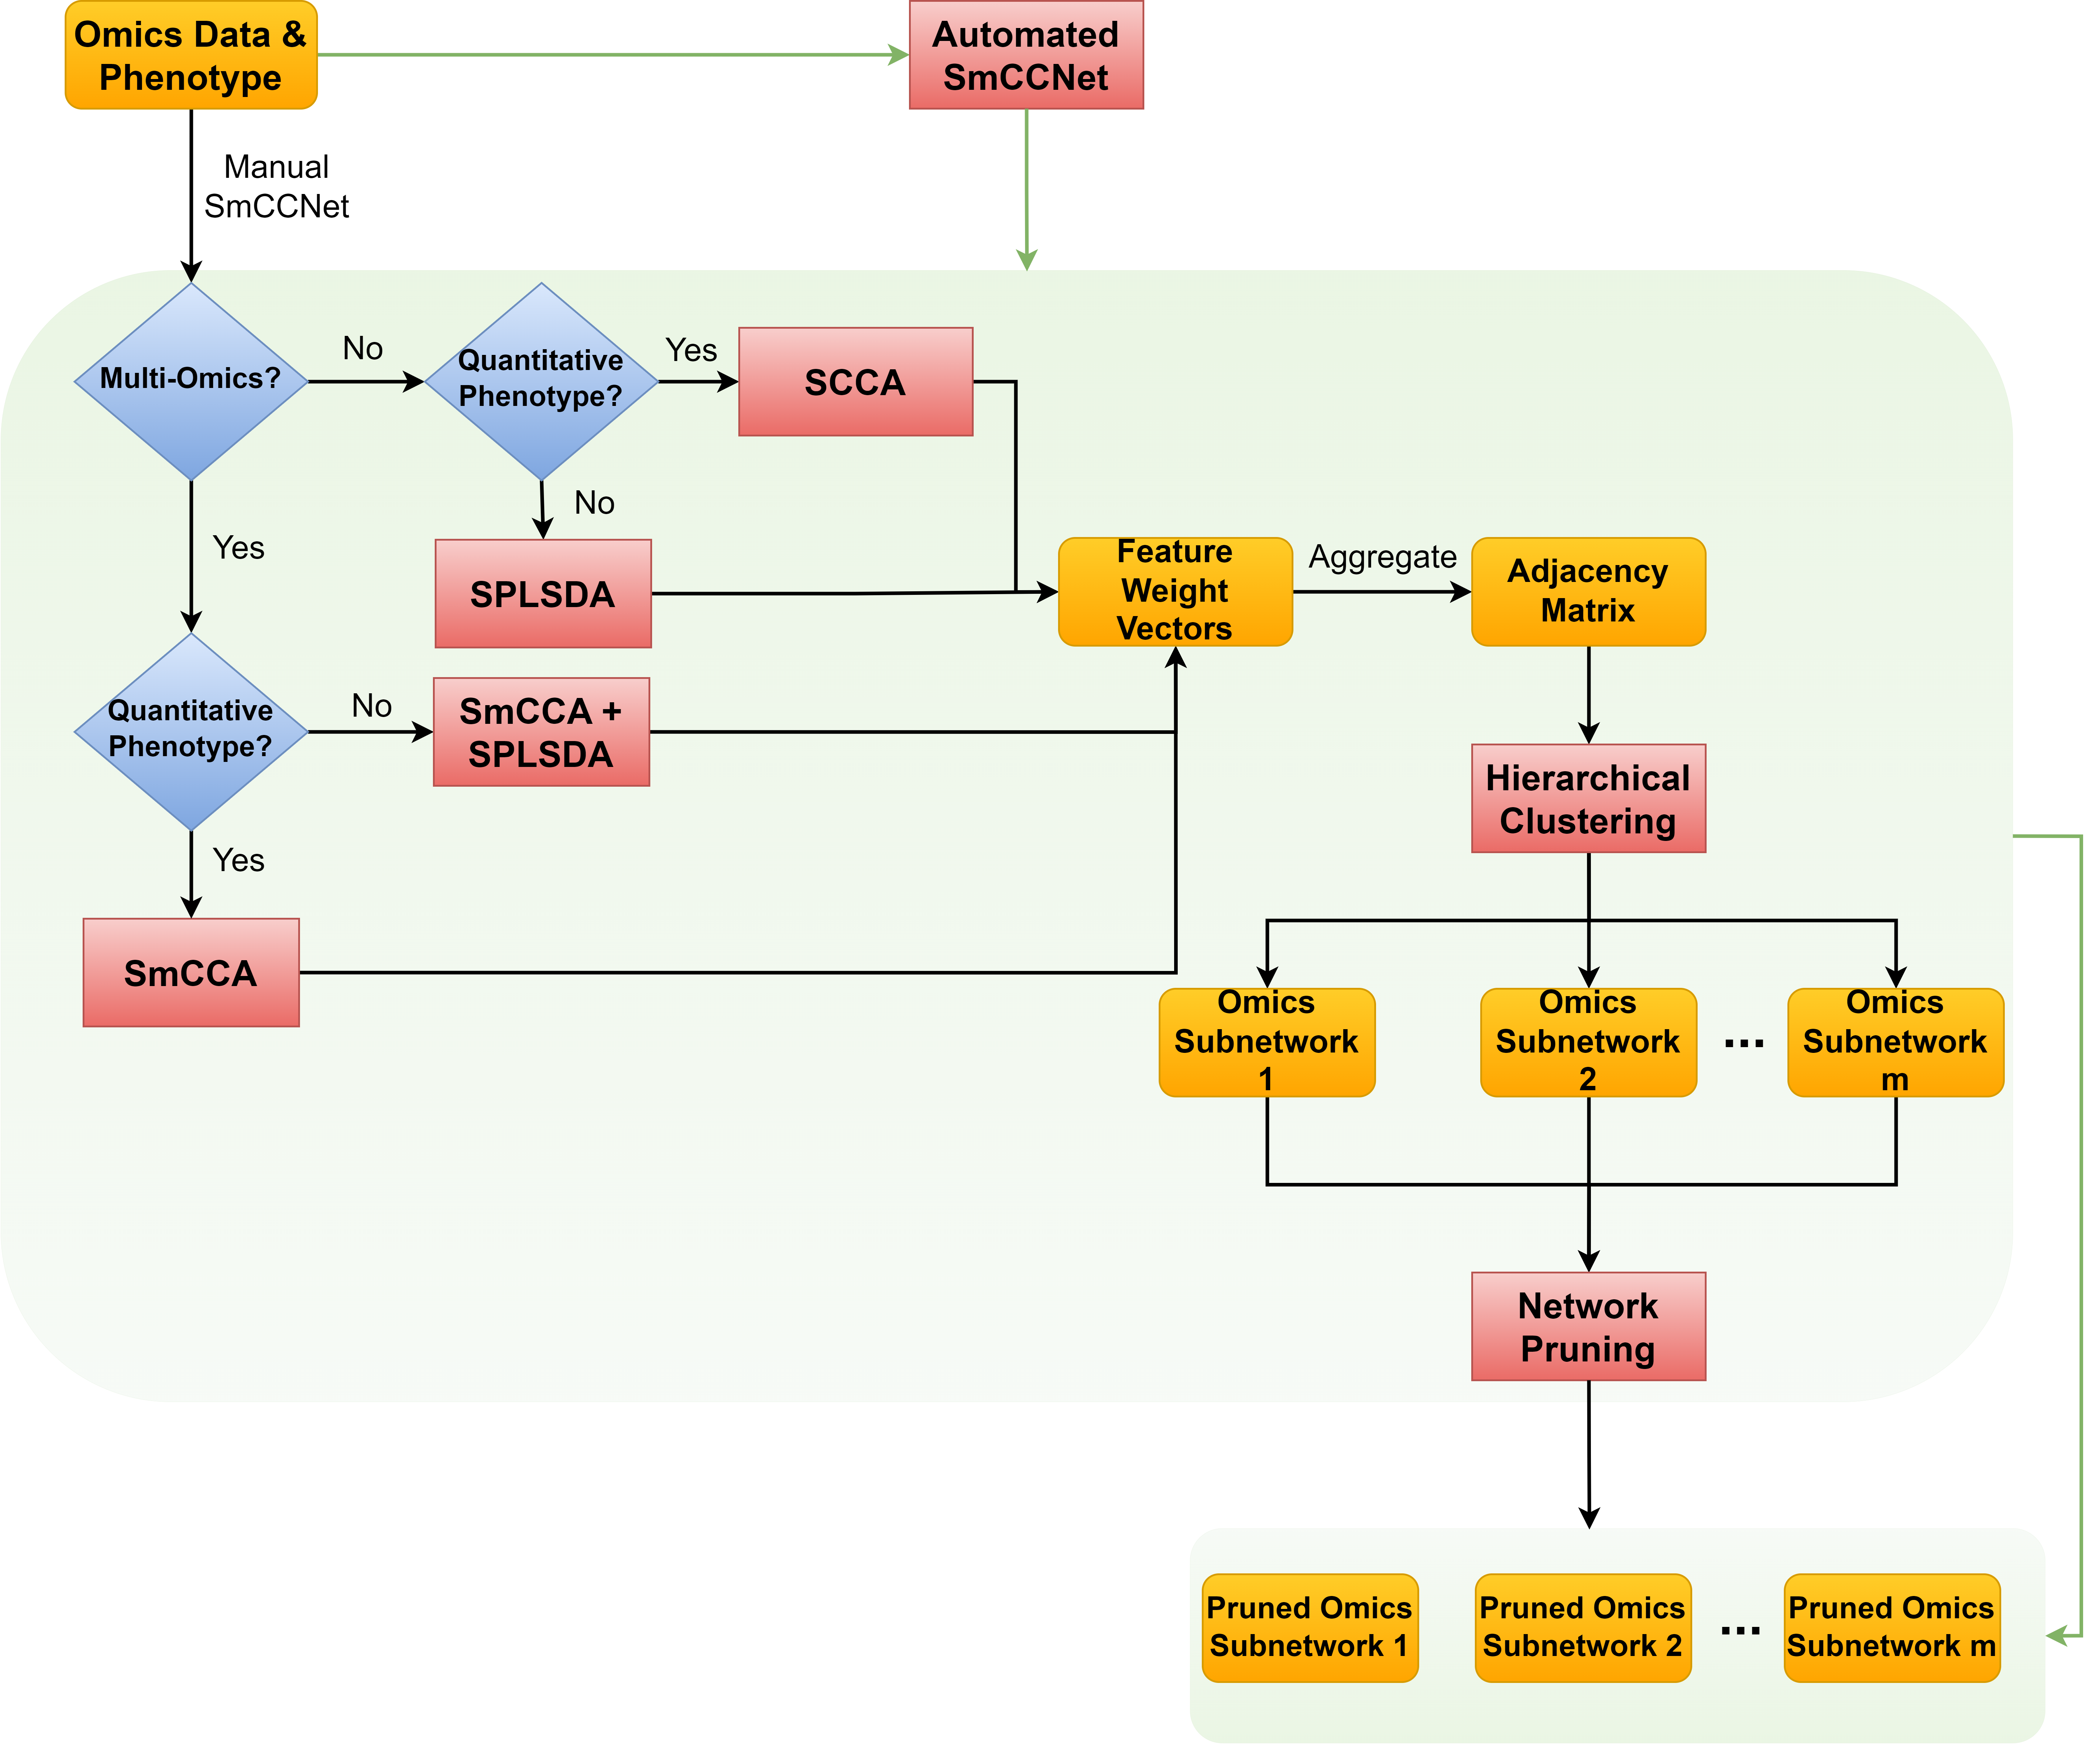 Omics Data &
Phenotype
Automated
SmCCNet
Manual
SmCCNet
Multi-Omics?
No
Quantitative
Phenotype?
Yes
SCCA
No
Yes
SPLSDA
Feature
Weight
Vectors
Aggregate
Adjacency
Matrix
Quantitative
Phenotype?
No
SmCCA +
SPLSDA
Hierarchical
Clustering
Yes
SmCCA
Omics
Subnetwork
1
Omics
Subnetwork
2
...
Omics
Subnetwork
m
Network
Pruning
Pruned Omics
Subnetwork 1
Pruned Omics
Subnetwork 2
...
Pruned Omics
Subnetwork m